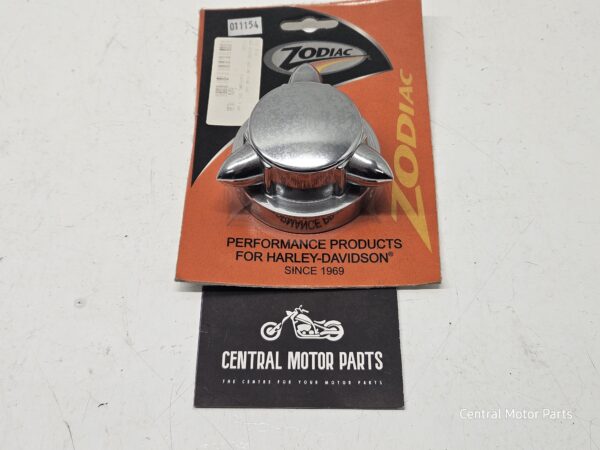 011154
ZODIAC
ZODIAC
PERFORMANCE PRODUCTS
FOR HARLEY-DAVIDSON®
SINCE 1969
CENTRAL MOTOR PARTS
THE CENTRE FOR YOUR MOTOR PARTS
Central Motor Parts